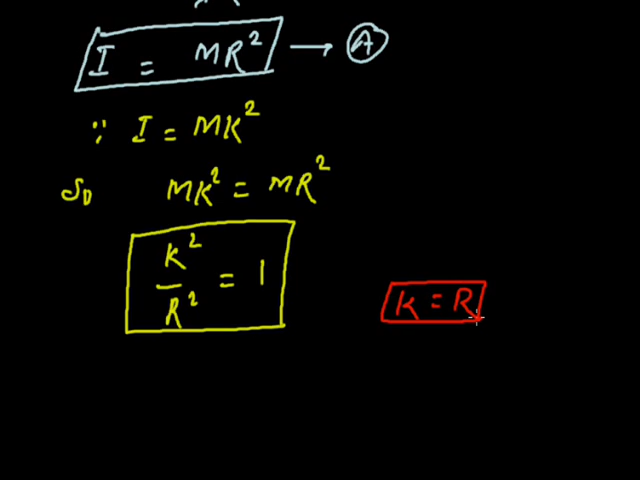 I = MR² → A
∵ I = MK²
So MK² = MR²
K²/R² = 1
K = R